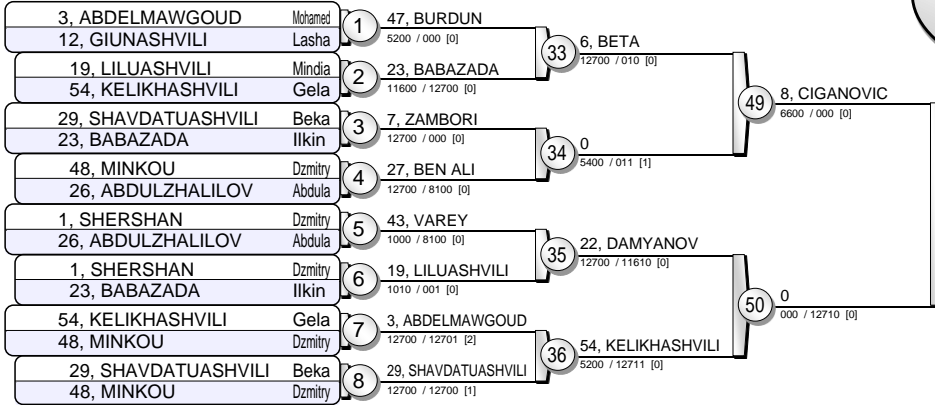 3, ABDELMAWGOUD Mohamed
12, GIUNASHVILI Lasha
1
47, BURDUN
5200 / 000 [0]
19, LILUASHVILI Mindia
54, KELIKHASHVILI Gela
2
23, BABAZADA
11600 / 12700 [0]
33
6, BETA
12700 / 010 [0]
29, SHAVDATUASHVILI Beka
23, BABAZADA Ilkin
3
7, ZAMBORI
12700 / 000 [0]
48, MINKOU Dzmitry
26, ABDULZHALILOV Abdula
4
27, BEN ALI
12700 / 8100 [0]
34
0
5400 / 011 [1]
49
8, CIGANOVIC
6600 / 000 [0]
1, SHERSHAN Dzmitry
26, ABDULZHALILOV Abdula
5
43, VAREY
1000 / 8100 [0]
1, SHERSHAN Dzmitry
23, BABAZADA Ilkin
6
19, LILUASHVILI
1010 / 001 [0]
35
22, DAMYANOV
12700 / 11610 [0]
54, KELIKHASHVILI Gela
48, MINKOU Dzmitry
7
3, ABDELMAWGOUD
12700 / 12701 [2]
29, SHAVDATUASHVILI Beka
48, MINKOU Dzmitry
8
29, SHAVDATUASHVILI
12700 / 12700 [1]
36
54, KELIKHASHVILI
5200 / 12711 [0]
50
0
000 / 12710 [0]